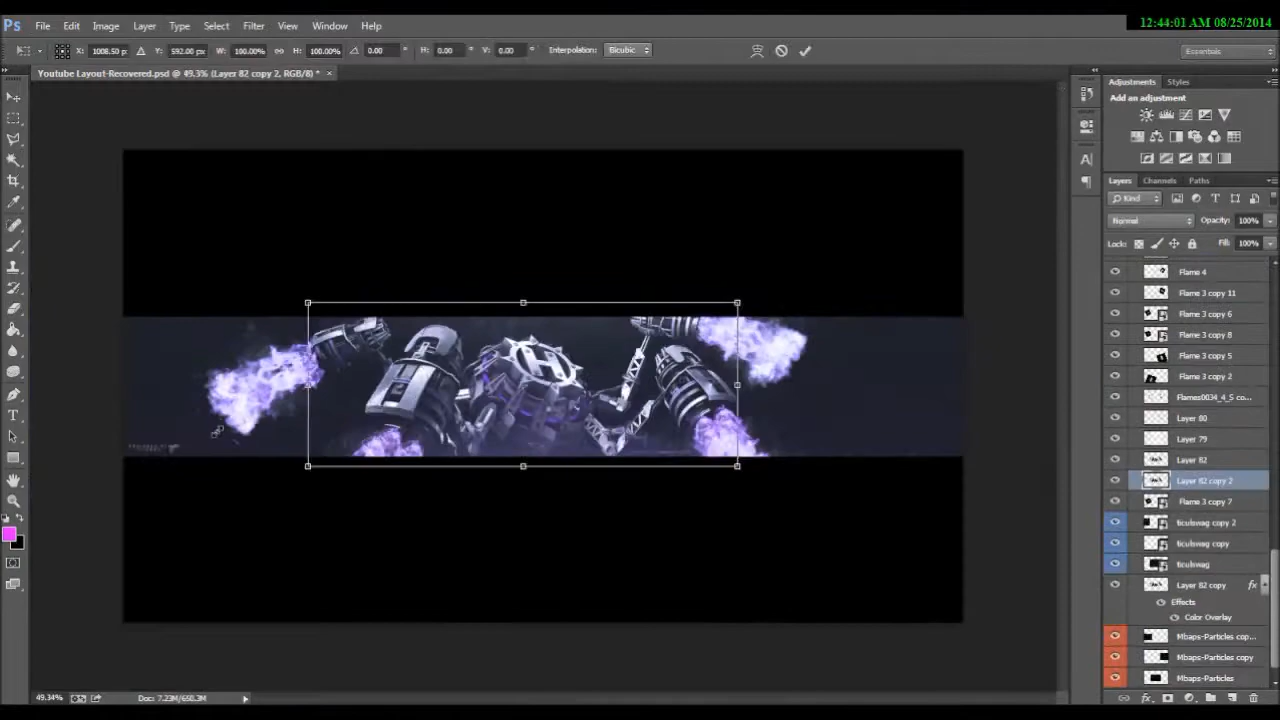 12:44:01 AM 08/25/2014
Ps File Edit Image Layer Type Select Filter View Window Help
X: 1008.50 p: Y: 592.00 px W: 100.00% H: 100.00% 0.00 ° H: 0.00 ° V: 0.00 ° Interpolation: Bicubic Essentials
Youtube Layout-Recovered.psd @ 49.3% (Layer 82 copy 2, RGB/8) * ×
Adjustments Styles
Add an adjustment
Layers Channels Paths
Kind
Normal Opacity: 100%
Lock: Fill: 100%
Flame 4
Flame 3 copy 11
Flame 3 copy 6
Flame 3 copy 8
Flame 3 copy 5
Flame 3 copy 2
Flames0034_4_S co...
Layer 80
Layer 79
Layer 82
Layer 82 copy 2
Flame 3 copy 7
ticulswag copy 2
ticulswag copy
ticulswag
Layer 82 copy fx
Effects
Color Overlay
Mbaps-Particles cop...
Mbaps-Particles copy
Mbaps-Particles
49.34% Doc: 7.23M/650.3M